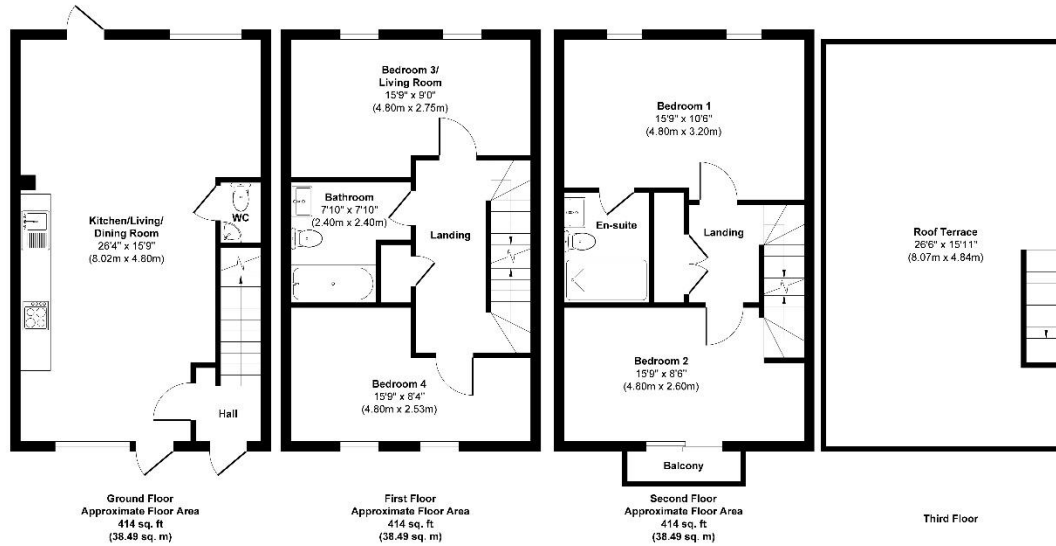 Kitchen/Living/
Dining Room
26'4" x 15'9"
(8.02m x 4.80m)
WC
Hall
Ground Floor
Approximate Floor Area
414 sq. ft
(38.49 sq. m)
Bedroom 3/
Living Room
15'9" x 9'0"
(4.80m x 2.75m)
Bathroom
7'10" x 7'10"
(2.40m x 2.40m)
Landing
Bedroom 4
15'9" x 8'4"
(4.80m x 2.53m)
First Floor
Approximate Floor Area
414 sq. ft
(38.49 sq. m)
Bedroom 1
15'9" x 10'6"
(4.80m x 3.20m)
En-suite
Landing
Bedroom 2
15'9" x 8'6"
(4.80m x 2.60m)
Balcony
Second Floor
Approximate Floor Area
414 sq. ft
(38.49 sq. m)
Roof Terrace
26'6" x 15'11"
(8.07m x 4.84m)
Third Floor